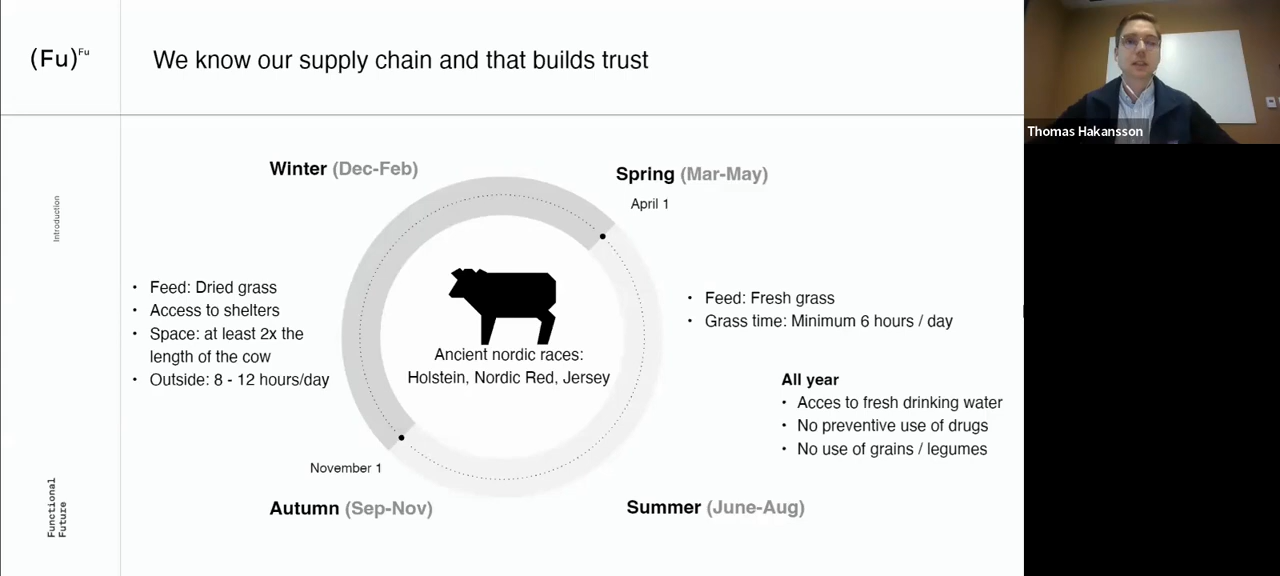 (Fu)Fu
We know our supply chain and that builds trust
Thomas Hakansson
Introduction
Functional
Future
Winter (Dec-Feb)
Spring (Mar-May)
April 1
• Feed: Dried grass
• Access to shelters
• Space: at least 2x the
length of the cow
• Outside: 8 - 12 hours/day
Ancient nordic races:
Holstein, Nordic Red, Jersey
• Feed: Fresh grass
• Grass time: Minimum 6 hours / day
All year
• Acces to fresh drinking water
• No preventive use of drugs
• No use of grains / legumes
November 1
Autumn (Sep-Nov)
Summer (June-Aug)